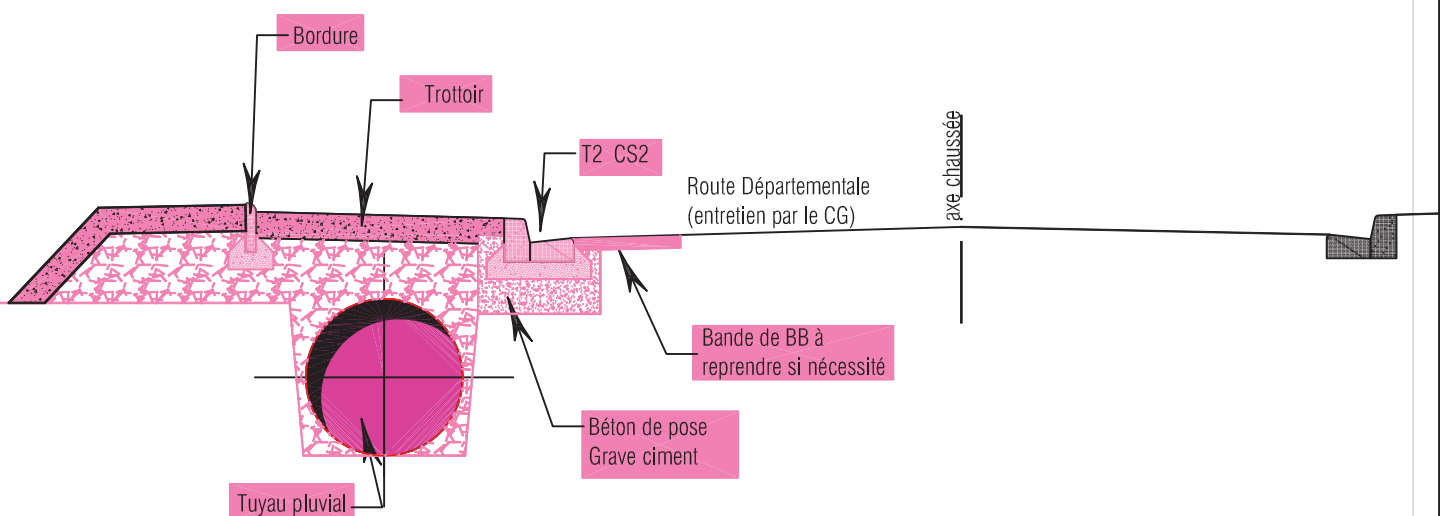 Bordure
Trottoir
T2 CS2
Route Départementale
(entretien par le CG)
axe chaussée
Bande de BB à
reprendre si nécessité
Béton de pose
Grave ciment
Tuyau pluvial